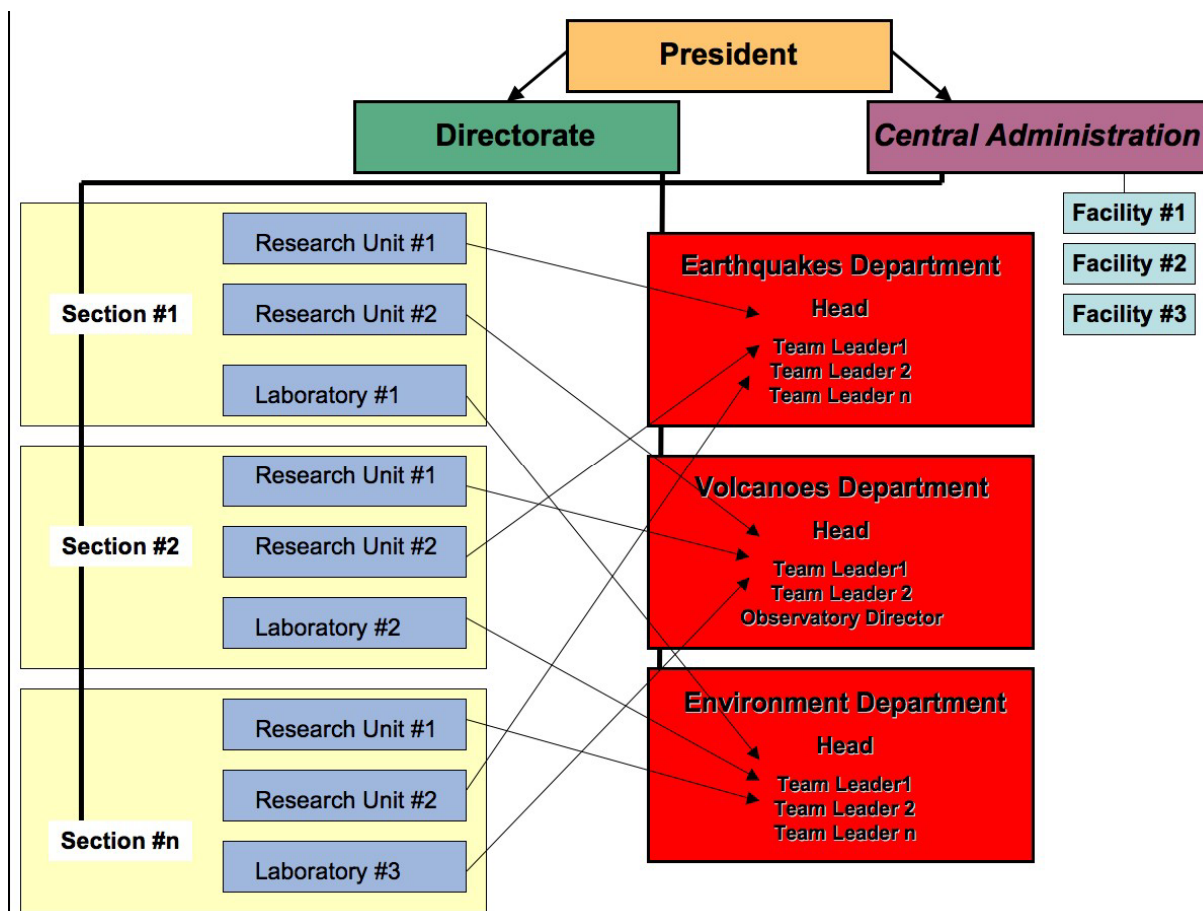 President
Directorate
Central Administration
Facility #1
Facility #2
Facility #3
Section #1
Research Unit #1
Research Unit #2
Laboratory #1
Section #2
Research Unit #1
Research Unit #2
Laboratory #2
Section #n
Research Unit #1
Research Unit #2
Laboratory #3
Earthquakes Department
Head
Team Leader1
Team Leader 2
Team Leader n
Volcanoes Department
Head
Team Leader1
Team Leader 2
Observatory Director
Environment Department
Head
Team Leader1
Team Leader 2
Team Leader n